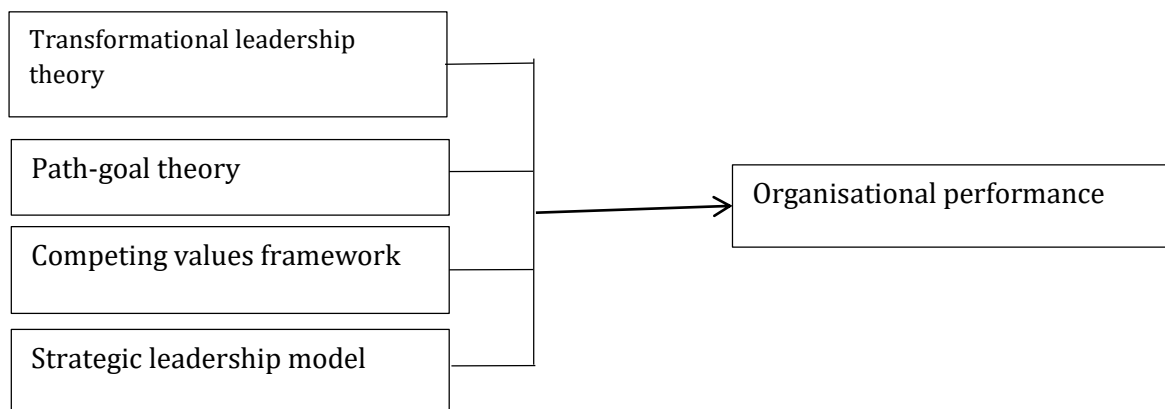 Transformational leadership
theory
Path-goal theory
Organisational performance
Competing values framework
Strategic leadership model